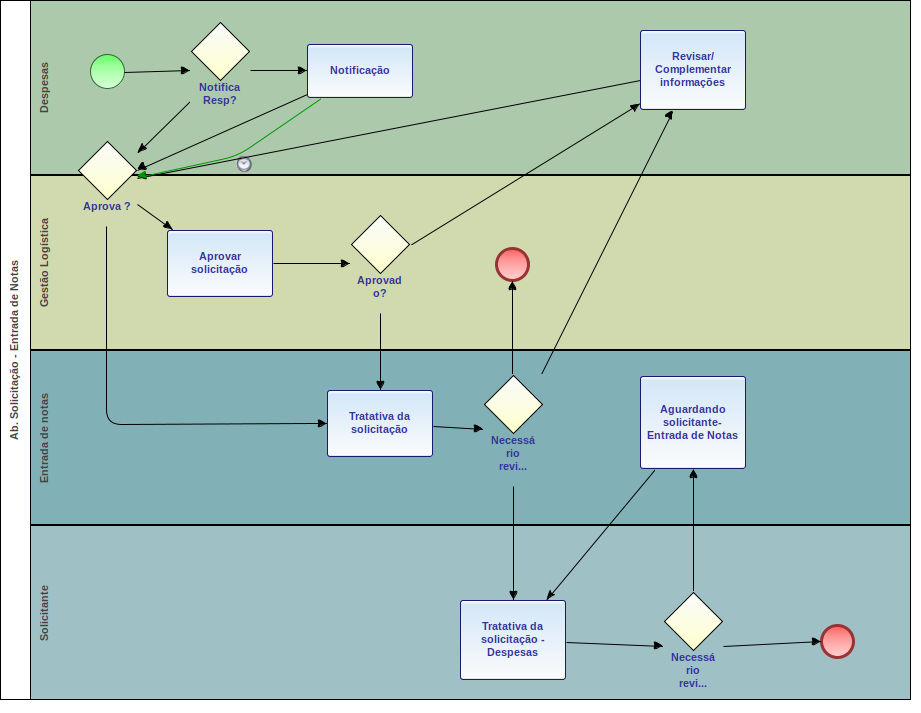 Ab. Solicitação - Entrada de Notas
Despesas
Notifica
Resp?
Notificação
Revisar/
Complementar
informações
Aprova ?
Gestão Logística
Aprovar
solicitação
Aprovad
o?
Entrada de notas
Tratativa da
solicitação
Necessá
rio
revi...
Aguardando
solicitante-
Entrada de Notas
Solicitante
Tratativa da
solicitação -
Despesas
Necessá
rio
revi...